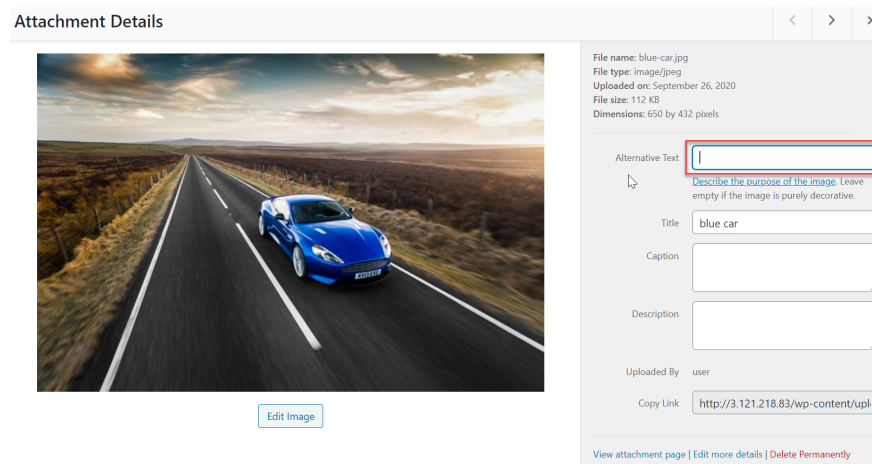 Attachment Details
File name: blue-car.jpg
File type: image/jpeg
Uploaded on: September 26, 2020
File size: 112 KB
Dimensions: 650 by 432 pixels
Alternative Text
Describe the purpose of the image. Leave
empty if the image is purely decorative.
Title blue car
Caption
Description
Uploaded By user
Copy Link http://3.121.218.83/wp-content/upl
Edit Image
View attachment page | Edit more details | Delete Permanently